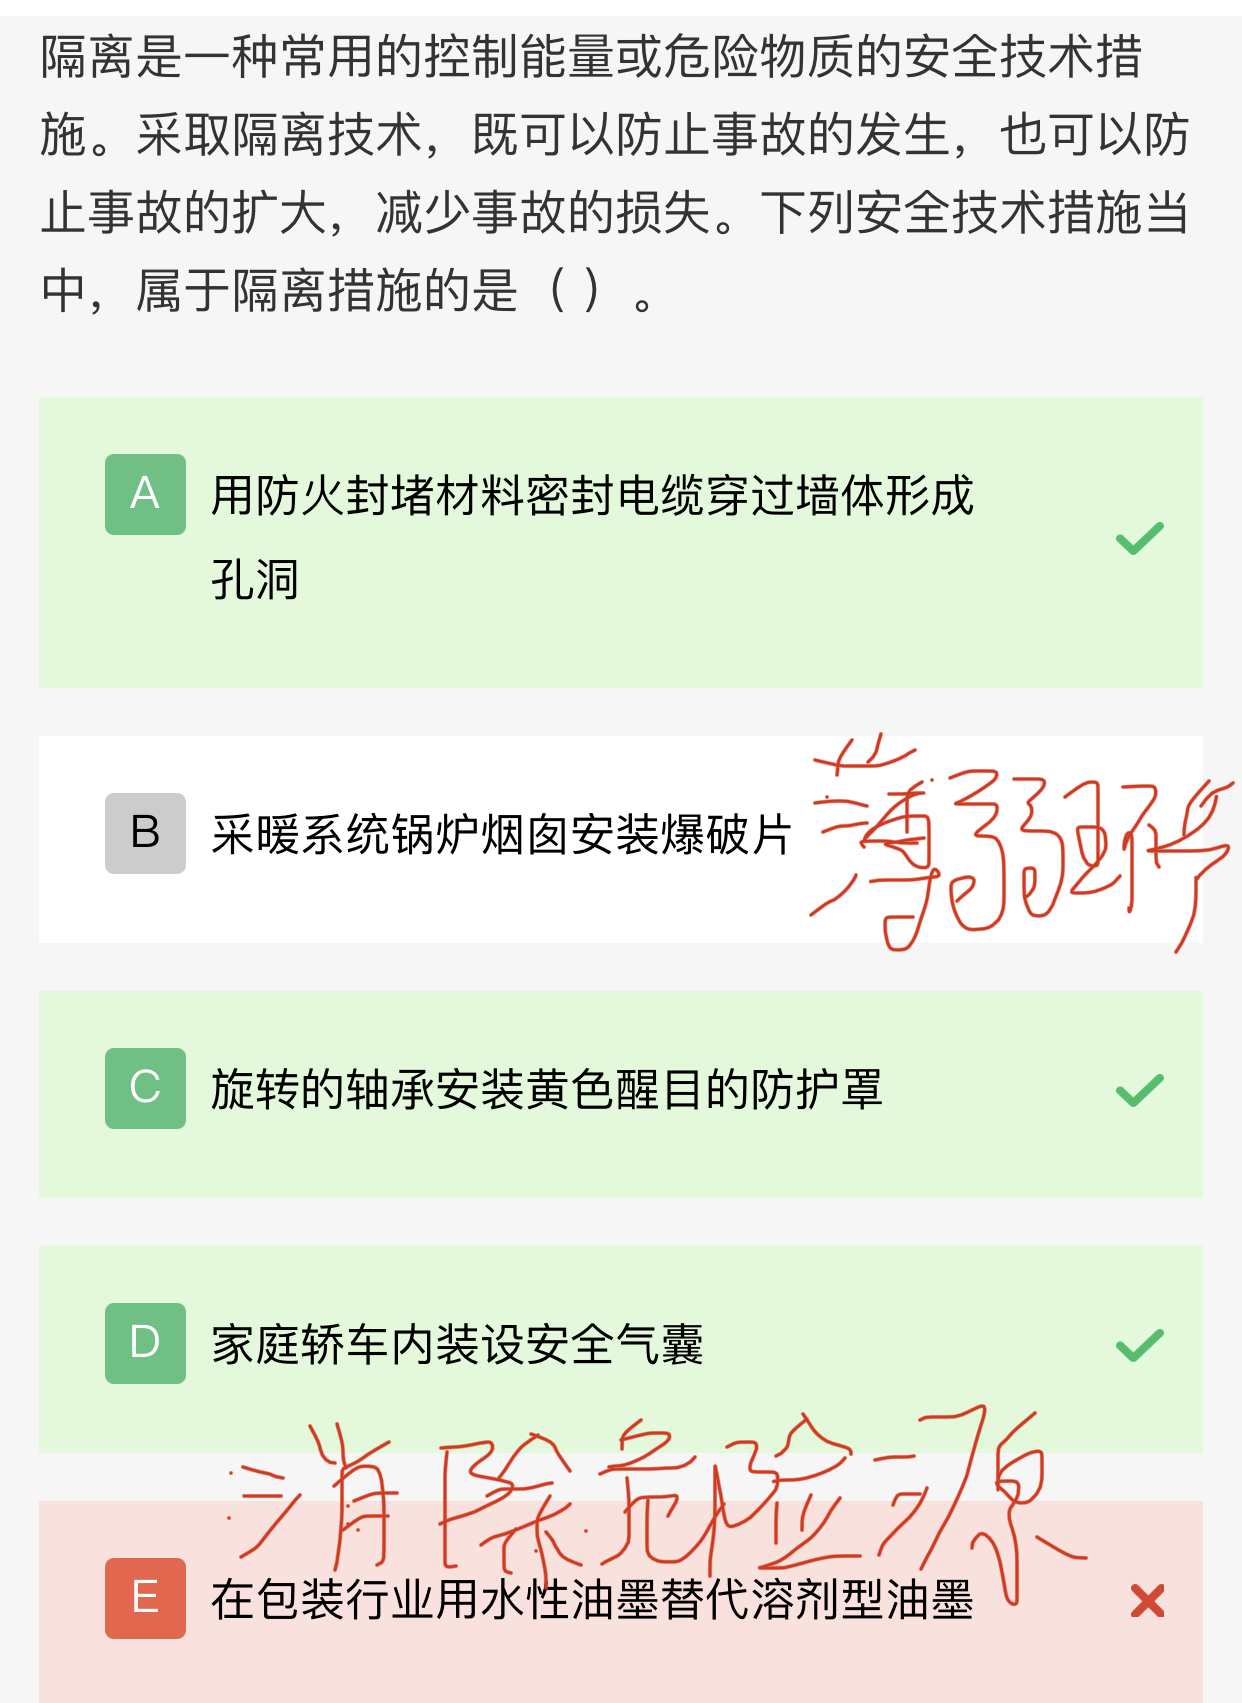 隔离是一种常用的控制能量或危险物质的安全技术措
施。采取隔离技术，既可以防止事故的发生，也可以防
止事故的扩大，减少事故的损失。下列安全技术措施当
中，属于隔离措施的是（ ）。
A 用防火封堵材料密封电缆穿过墙体形成
孔洞
B 采暖系统锅炉烟囱安装爆破片
薄弱环节
C 旋转的轴承安装黄色醒目的防护罩
D 家庭轿车内装设安全气囊
消除危险源
E 在包装行业用水性油墨替代溶剂型油墨